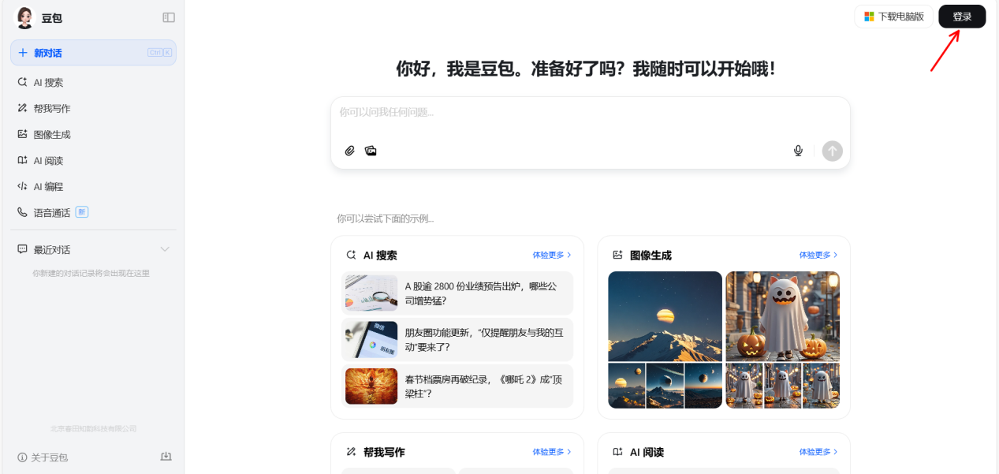 豆包
下载电脑版
登录
新对话
Ctrl K
AI 搜索
帮我写作
图像生成
AI 阅读
AI 编程
语音通话 新
最近对话
你新建的对话记录将会出现在这里
北京春田知韵科技有限公司
关于豆包
你好，我是豆包。准备好了吗？我随时可以开始哦！
你可以问我任何问题...
你可以尝试下面的示例...
AI 搜索
体验更多
A 股逾 2800 份业绩预告出炉，哪些公
司增势猛？
微信
朋友圈
朋友圈功能更新，“仅提醒朋友与我的互
动”要来了？
春节档票房再破纪录，《哪吒 2》成“顶
梁柱”？
图像生成
体验更多
帮我写作
体验更多
AI 阅读
体验更多